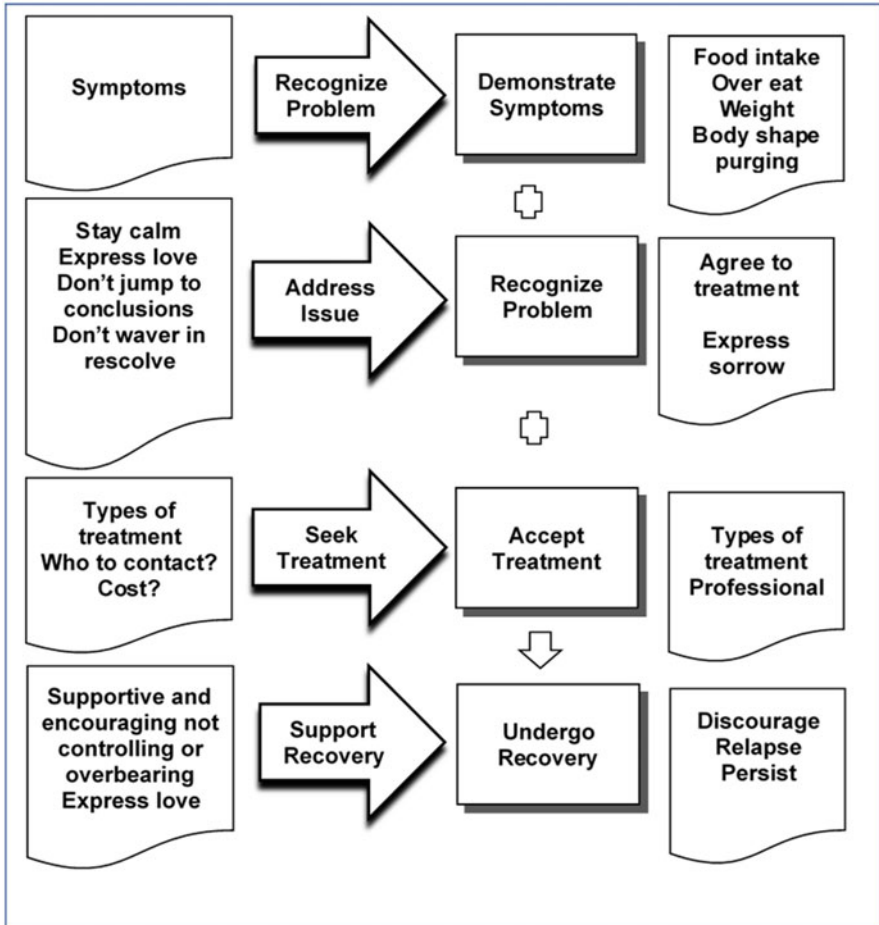 Symptoms
Recognize
Problem
Demonstrate
Symptoms
Food intake
Over eat
Weight
Body shape
purging
Stay calm
Express love
Don't jump to
conclusions
Don't waver in
rescolve
Address
Issue
Recognize
Problem
Agree to
treatment
Express
sorrow
Types of
treatment
Who to contact?
Cost?
Seek
Treatment
Accept
Treatment
Types of
treatment
Professional
Supportive and
encouraging not
controlling or
overbearing
Express love
Support
Recovery
Undergo
Recovery
Discourage
Relapse
Persist